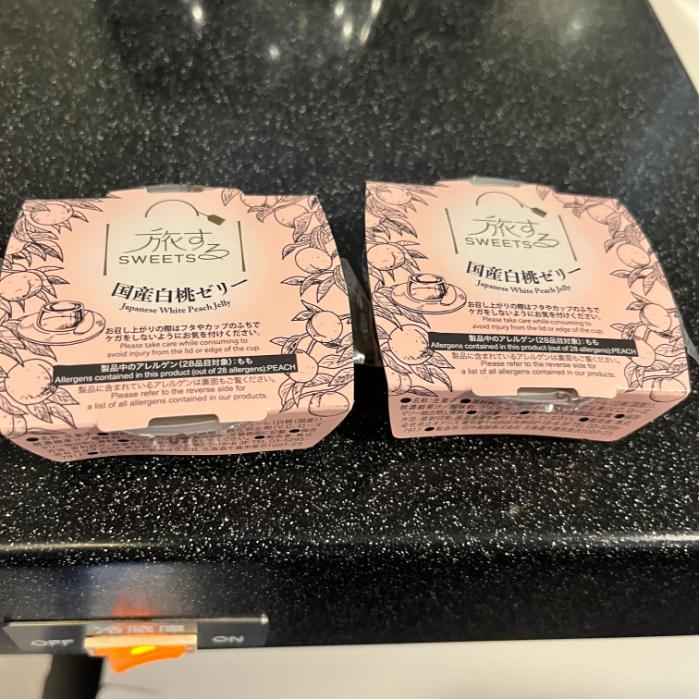 旅する
SWEETS
国産白桃ゼリー
Japanese White Peach Jelly
お召し上がりの際はフタやカップのふちで
ケガをしないようにお気を付けください。
Please take care while consuming to
avoid injury from the lid or edge of the cup.
製品中のアレルゲン(28品目対象):もも
Allergens contained in this product (out of 28 allergens):PEACH
製品に含まれているアレルゲンは裏面もご覧ください。
Please refer to the reverse side for
a list of all allergens contained in our products.
旅する
SWEETS
国産白桃ゼリー
Japanese White Peach Jelly
お召し上がりの際はフタやカップのふちで
ケガをしないようにお気を付けください。
Please take care while consuming to
avoid injury from the lid or edge of the cup.
製品中のアレルゲン(28品目対象):もも
Allergens contained in this product (out of 28 allergens):PEACH
製品に含まれているアレルゲンは裏面もご覧ください。
Please refer to the reverse side for
a list of all allergens contained in our products.
OFF
ON